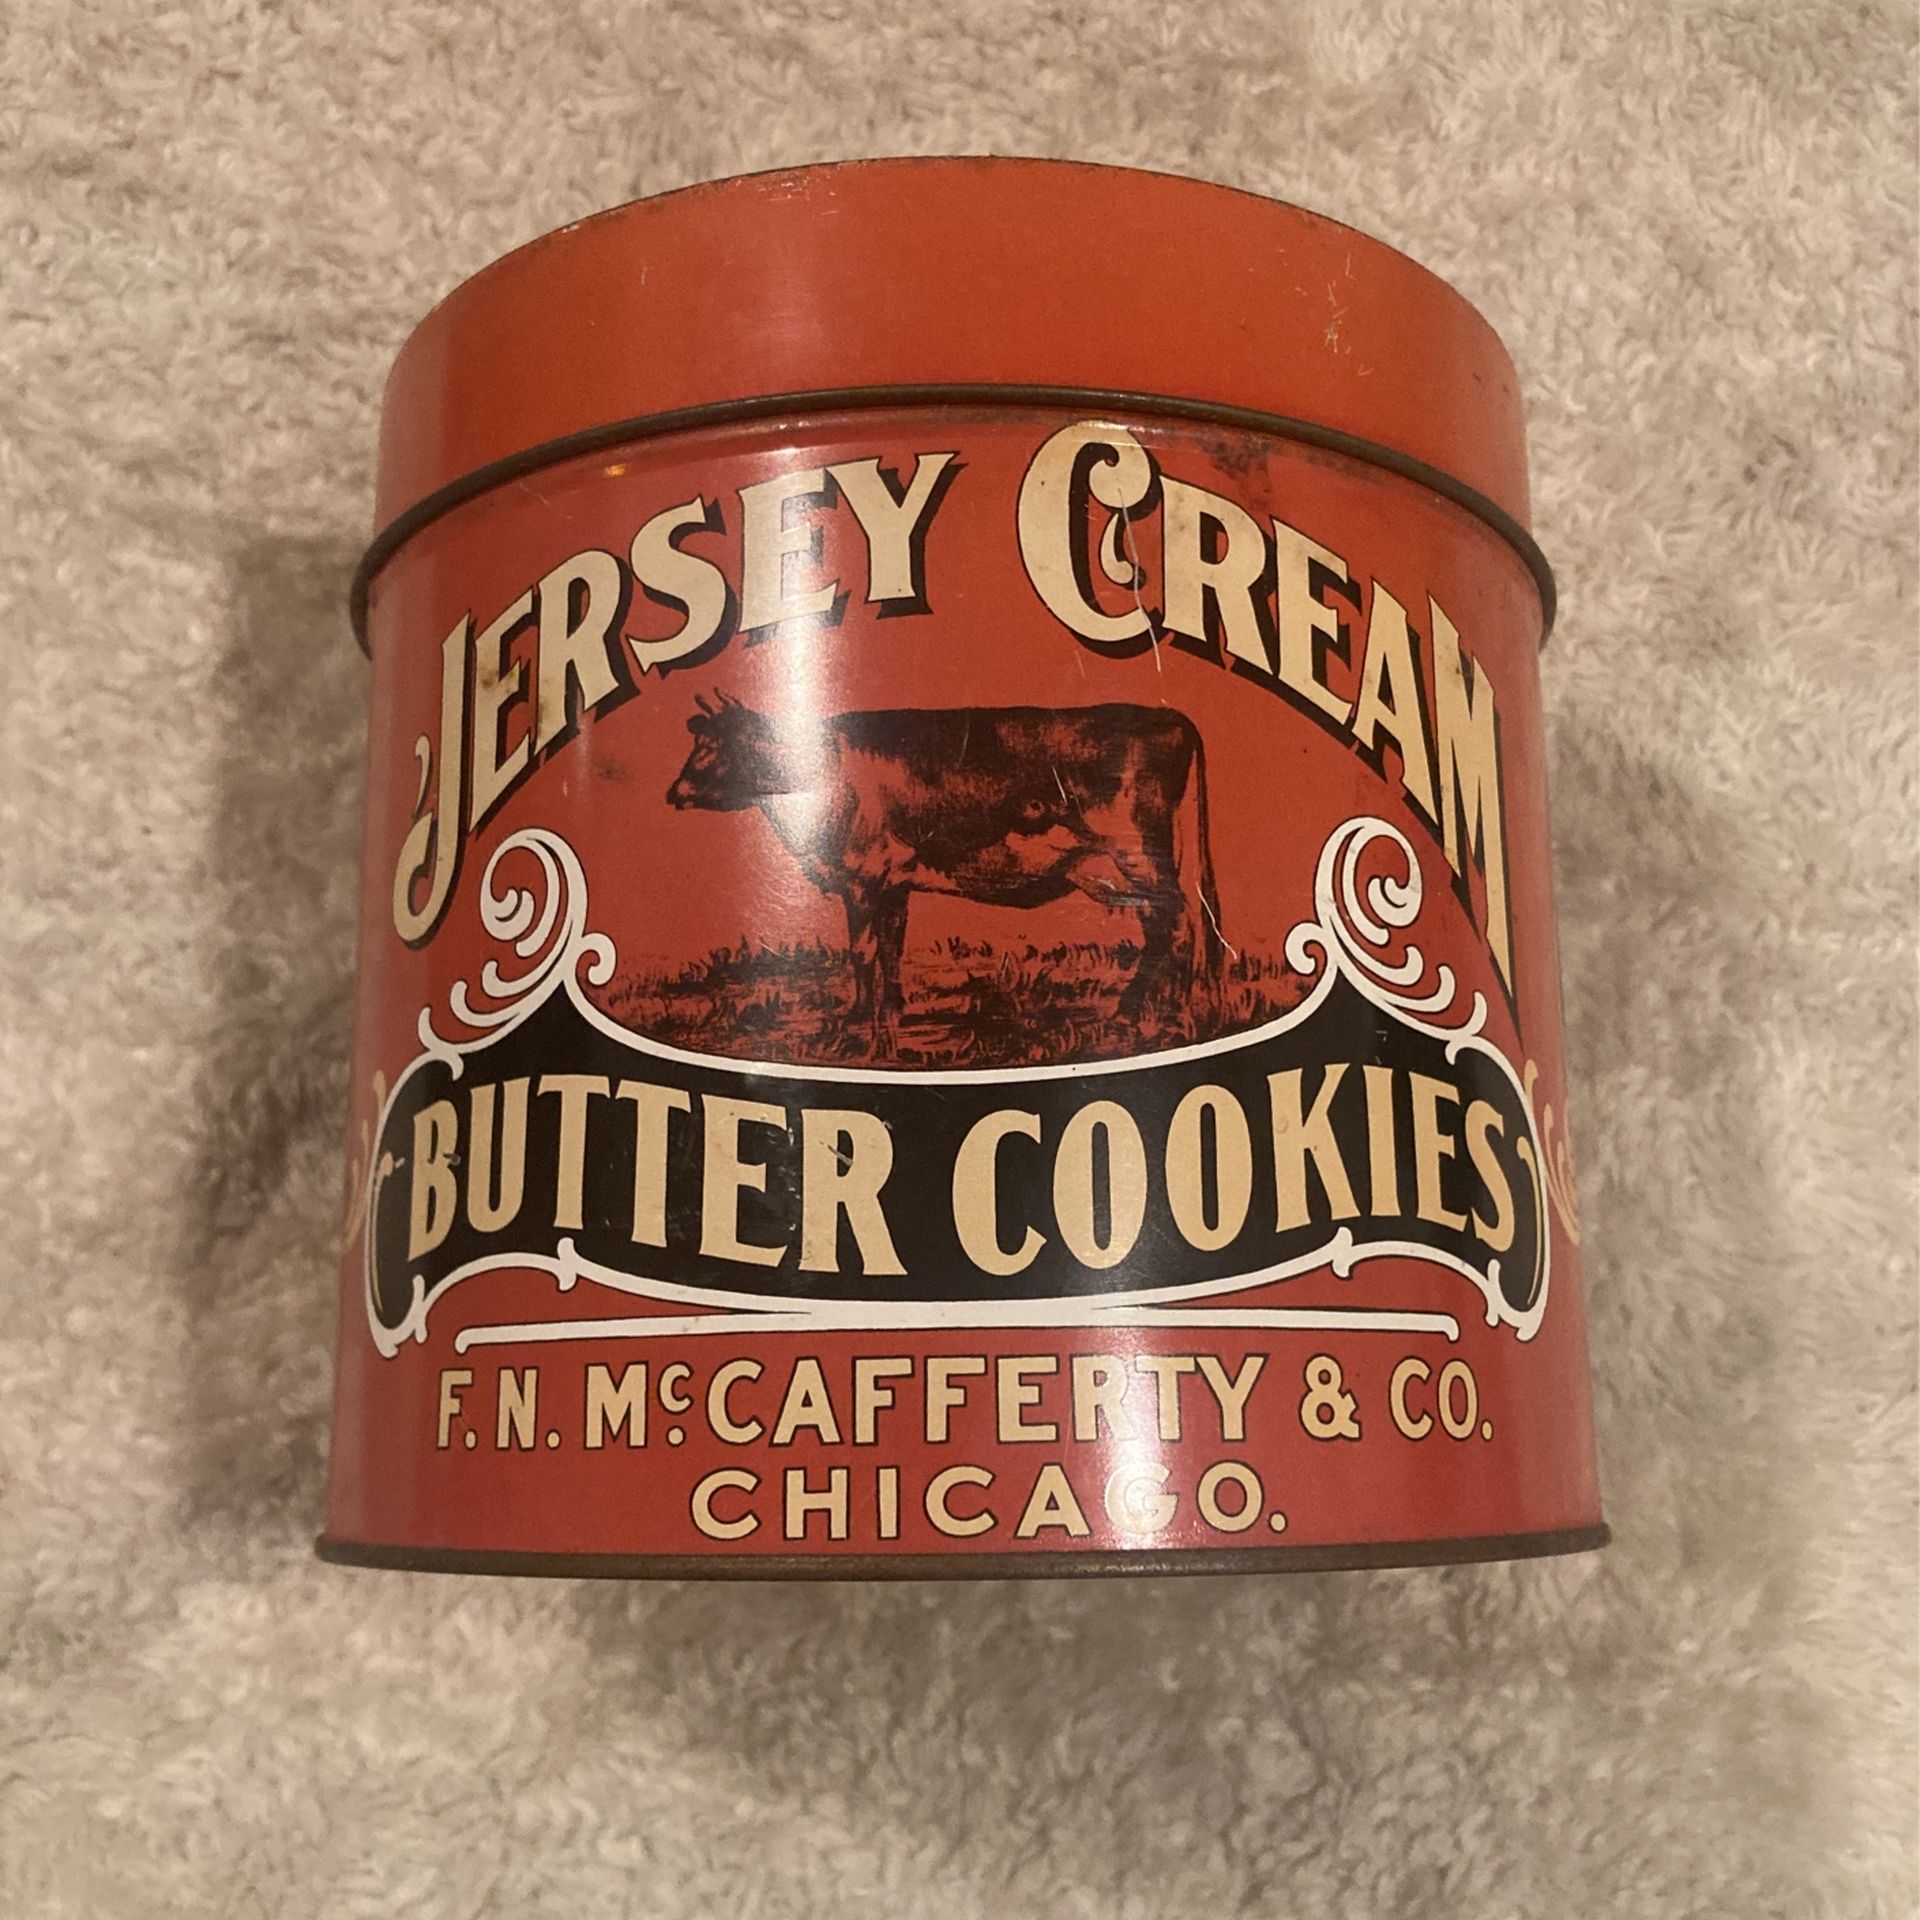 JERSEY CREAM
BUTTER COOKIES
F. N. McCAFFERTY & CO.
CHICAGO.